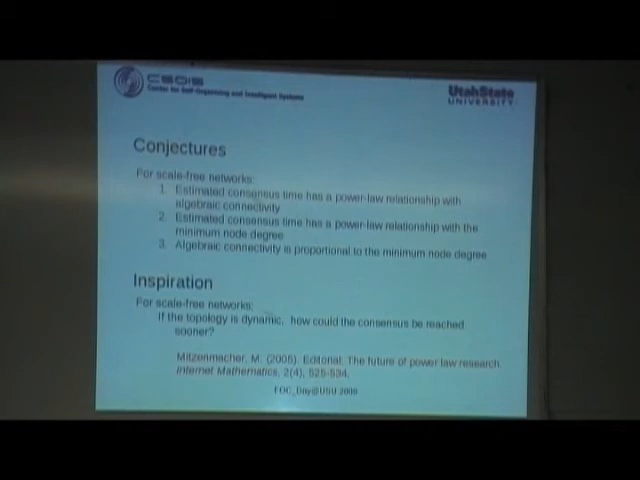 CSOIS
Center for Self-Organizing and Intelligent Systems
UtahState
UNIVERSITY
Conjectures
For scale-free networks:
1. Estimated consensus time has a power-law relationship with
algebraic connectivity
2. Estimated consensus time has a power-law relationship with the
minimum node degree
3. Algebraic connectivity is proportional to the minimum node degree
Inspiration
For scale-free networks:
If the topology is dynamic, how could the consensus be reached
sooner?
Mitzenmacher, M. (2005). Editorial: The future of power law research.
Internet Mathematics, 2(4), 525-534.
FOC_Day@USU 2009